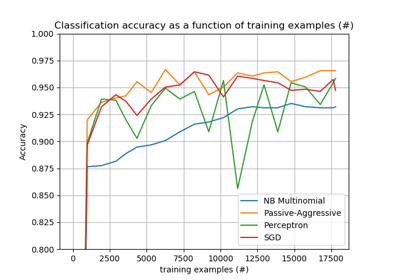 Classification accuracy as a function of training examples (#)
1.000
0.975
0.950
0.925
0.900
0.875
0.850
0.825
0.800
Accuracy
NB Multinomial
Passive-Aggressive
Perceptron
SGD
0 2500 5000 7500 10000 12500 15000 17500
training examples (#)